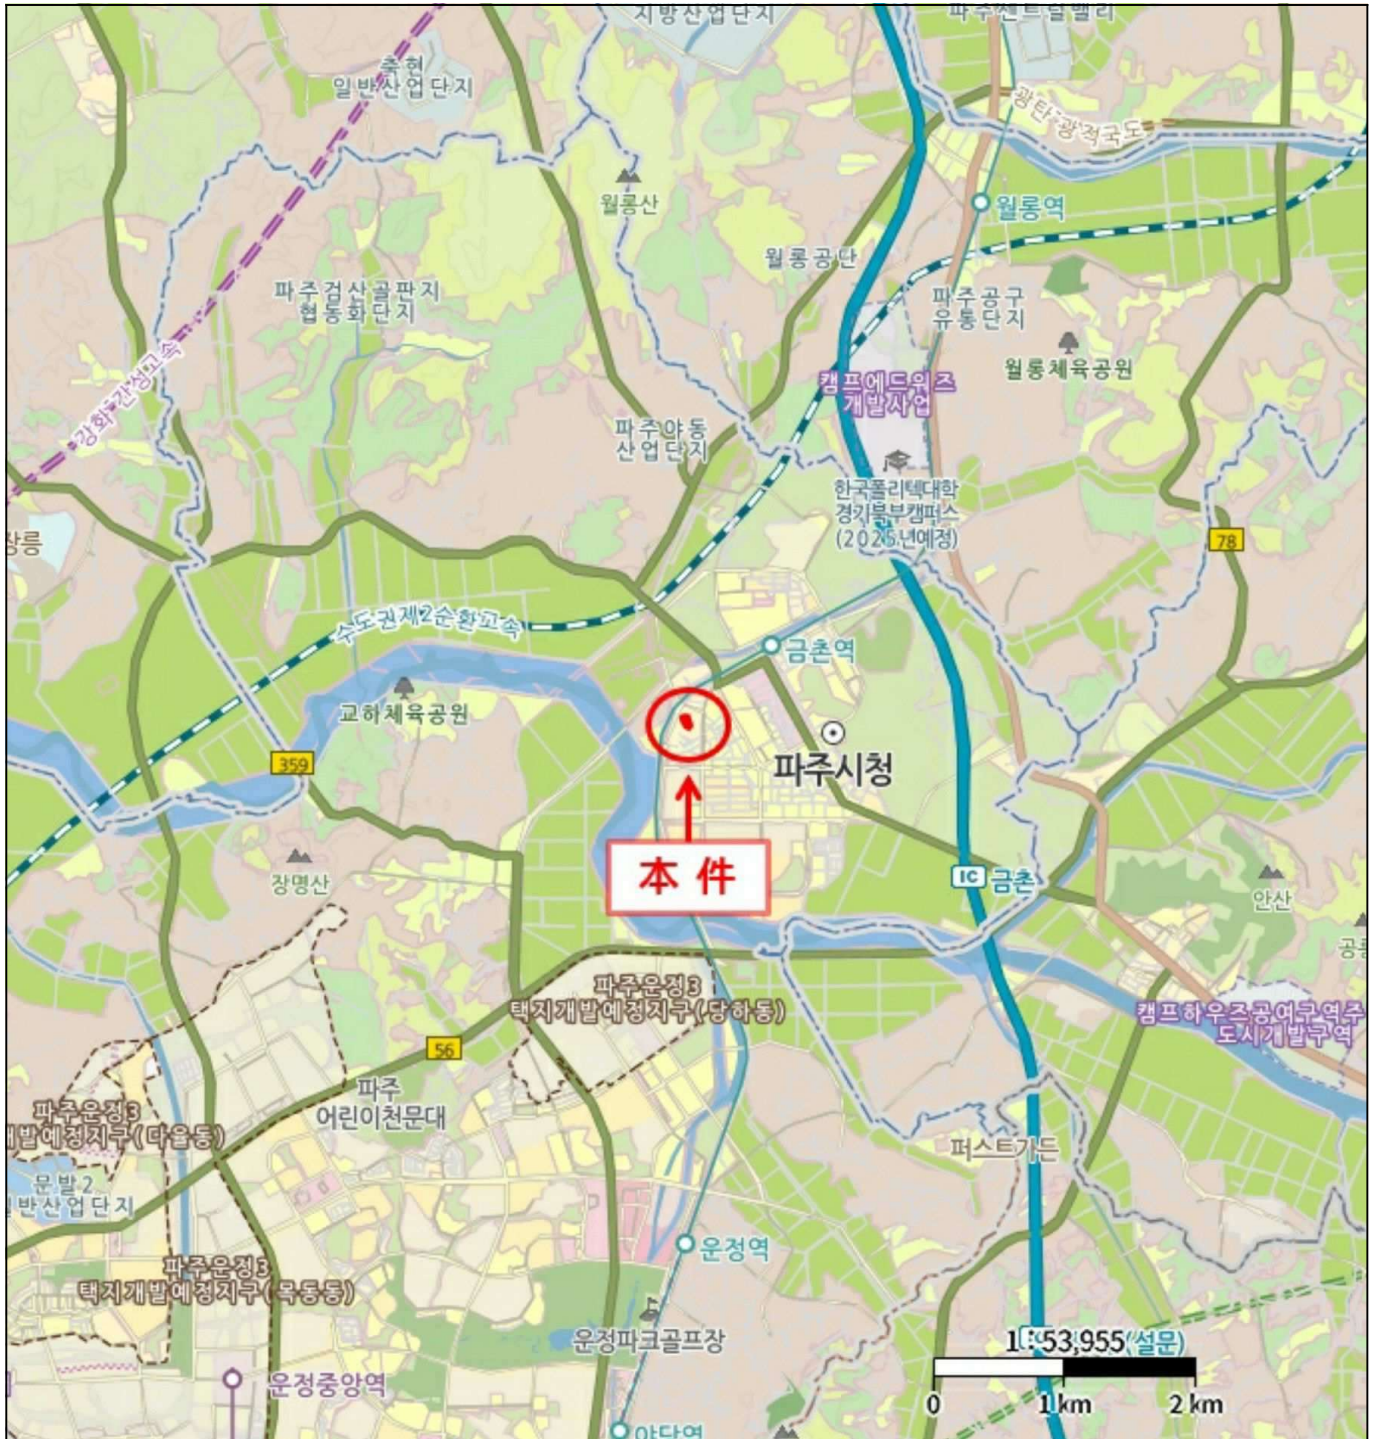 지방산업단지
파주센트럴밸리
축현
일반산업단지
광탄-광적국도
월롱산
월롱역
월롱공단
파주검산골판지
협동화단지
파주공구
유통단지
월롱체육공원
강화-간성고속
캠프에드워즈
개발사업
파주야동
산업단지
한국폴리텍대학
경기북부캠퍼스
(2025년예정)
장릉
78
수도권제2순환고속
금촌역
교하체육공원
359
파주시청
本件
장명산
IC 금촌
안산
파주운정3
택지개발예정지구(당하동)
캠프하우즈공여구역주
도시개발구역
56
파주
어린이천문대
파주운정3
개발예정지구(다율동)
퍼스트가든
문발2
일반산업단지
운정역
파주운정3
택지개발예정지구(목동동)
운정파크골프장
1:53,955
(설문)
운정중앙역
0 1km 2km
야당역